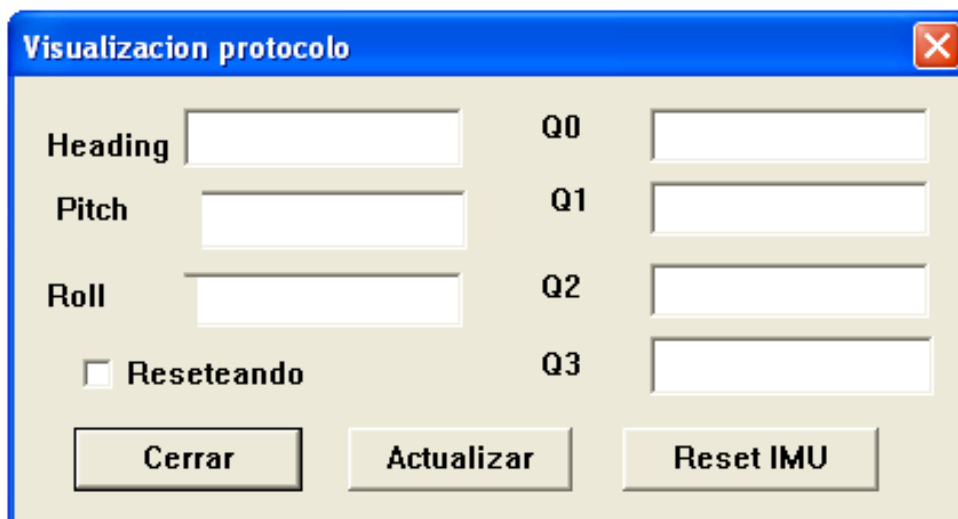 Visualizacion protocolo
Heading
Q0
Pitch
Q1
Roll
Q2
Reseteando
Q3
Cerrar
Actualizar
Reset IMU